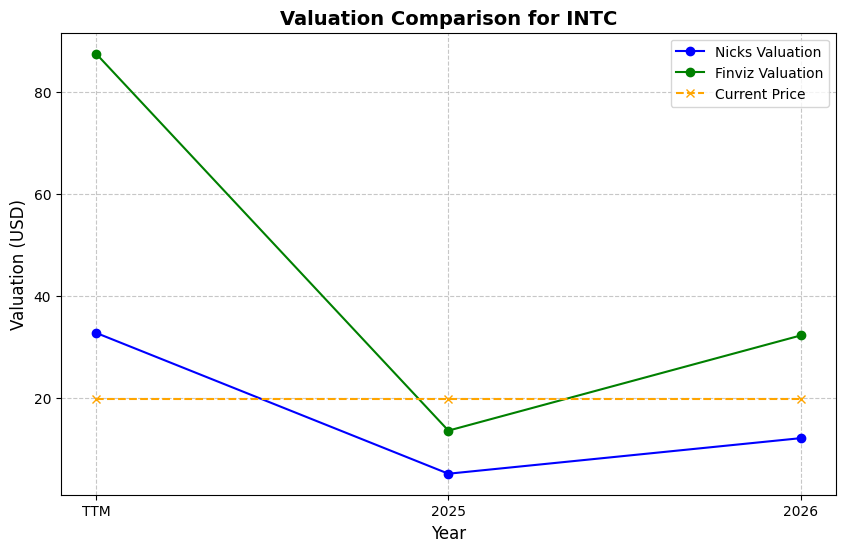 Valuation Comparison for INTC
Nicks Valuation
Finviz Valuation
Current Price
Valuation (USD)
80
60
40
20
TTM
2025
2026
Year